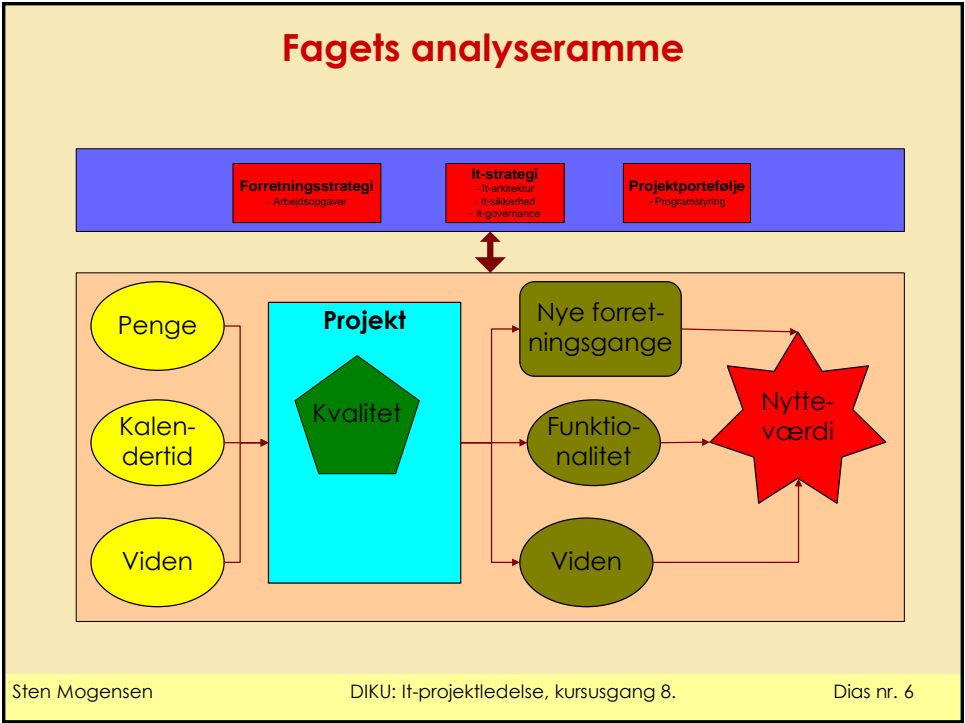 Fagets analyseramme
Forretningsstrategi
- Arbejdsopgaver
It-strategi
- It-arkitektur
- It-sikkerhed
- It-governance
Projektportefølje
- Programstyring
Penge
Kalen-
dertid
Viden
Projekt
Kvalitet
Nye forret-
ningsgange
Funktio-
nalitet
Viden
Nytte-
værdi
Sten Mogensen
DIKU: It-projektledelse, kursusgang 8.
Dias nr. 6